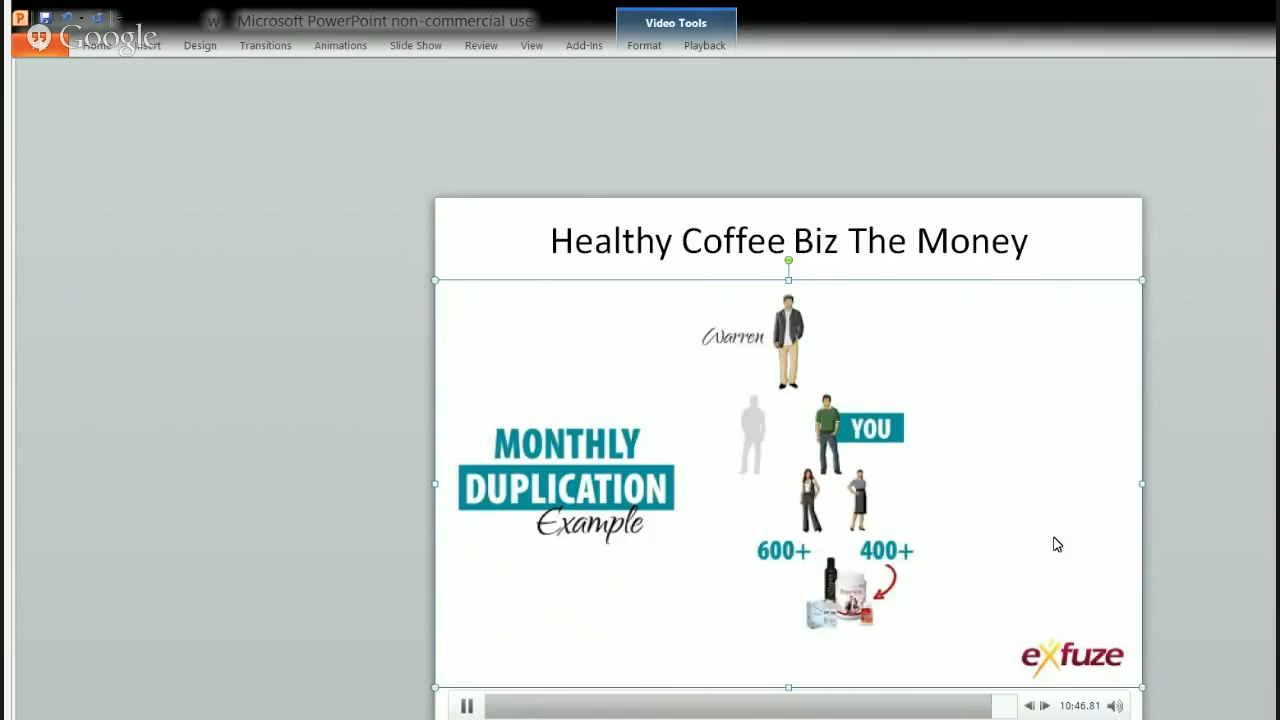 Microsoft PowerPoint non-commercial use
Google
Video Tools
Design Transitions Animations Slide Show Review View Add-Ins Format Playback
Healthy Coffee Biz The Money
Warren
YOU
MONTHLY
DUPLICATION
Example
600+ 400+
exfuze
10:46.81